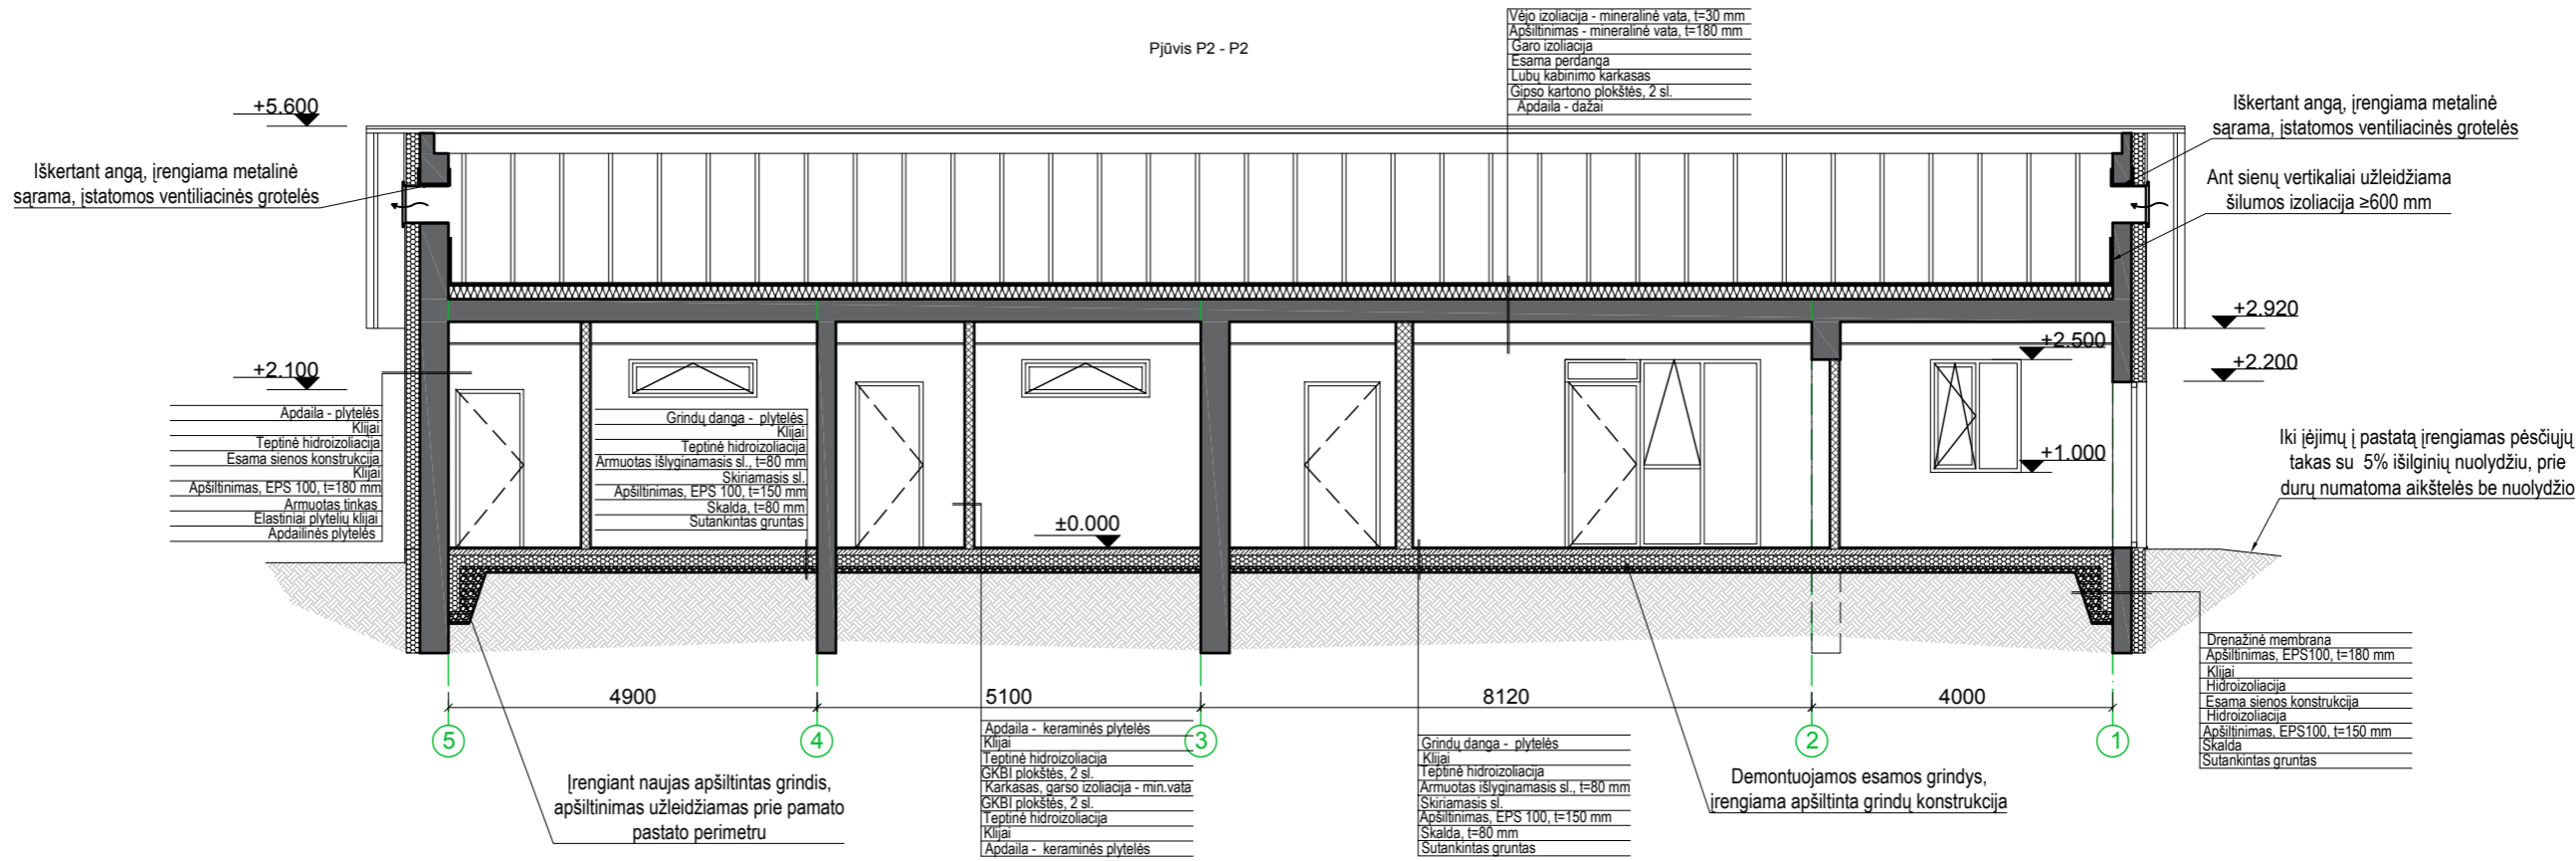 Pjūvis P2 - P2
Vėjo izoliacija - mineralinė vata, t=30 mm
Apšiltinimas - mineralinė vata, t=180 mm
Garo izoliacija
Esama perdanga
Lubų kabinimo karkasas
Gipso kartono plokštės, 2 sl.
Apdaila - dažai
+5.600
Iškertant angą, įrengiama metalinė
sąrama, įstatomos ventiliacinės grotelės
Iškertant angą, įrengiama metalinė
sąrama, įstatomos ventiliacinės grotelės
Ant sienų vertikaliai užleidžiama
šilumos izoliacija ≥600 mm
+2.920
+2.500
+2.200
+2.100
+1.000
±0.000
Apdaila - plytelės
Klijai
Teptinė hidroizoliacija
Esama sienos konstrukcija
Klijai
Apšiltinimas, EPS 100, t=180 mm
Armuotas tinkas
Elastiniai plytelių klijai
Apdailinės plytelės
Grindų danga - plytelės
Klijai
Teptinė hidroizoliacija
Armuotas išlyginamasis sl., t=80 mm
Skiriamasis sl.
Apšiltinimas, EPS 100, t=150 mm
Skalda, t=80 mm
Sutankintas gruntas
Iki įėjimų į pastatą įrengiamas pėsčiųjų
takas su 5% išilginių nuolydžiu, prie
durų numatoma aikštelės be nuolydžio
Drenažinė membrana
Apšiltinimas, EPS100, t=180 mm
Klijai
Hidroizoliacija
Esama sienos konstrukcija
Hidroizoliacija
Apšiltinimas, EPS100, t=150 mm
Skalda
Sutankintas gruntas
4900
5100
8120
4000
5
4
3
2
1
Įrengiant naujas apšiltintas grindis,
apšiltinimas užleidžiamas prie pamato
pastato perimetru
Apdaila - keraminės plytelės
Klijai
Teptinė hidroizoliacija
GKBI plokštės, 2 sl.
Karkasas, garso izoliacija - min.vata
GKBI plokštės, 2 sl.
Teptinė hidroizoliacija
Klijai
Apdaila - keraminės plytelės
Grindų danga - plytelės
Klijai
Teptinė hidroizoliacija
Armuotas išlyginamasis sl., t=80 mm
Skiriamasis sl.
Apšiltinimas, EPS 100, t=150 mm
Skalda, t=80 mm
Sutankintas gruntas
Demontuojamos esamos grindys,
įrengiama apšiltinta grindų konstrukcija